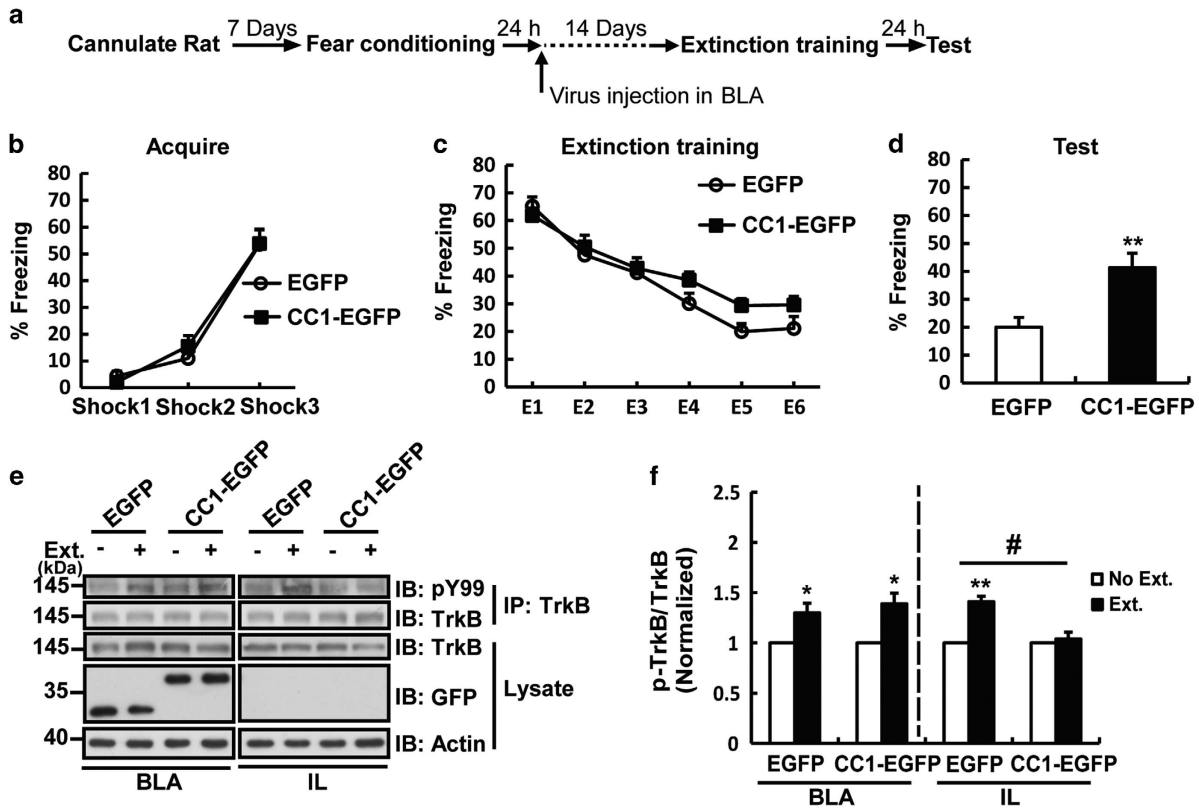 a
7 Days
24 h
14 Days
24 h
Cannulate Rat
Fear conditioning
Extinction training
Test
Virus injection in BLA
b
Acquire
% Freezing
80
70
60
50
40
30
20
10
0
EGFP
CC1-EGFP
Shock1
Shock2
Shock3
c
Extinction training
% Freezing
80
70
60
50
40
30
20
10
0
EGFP
CC1-EGFP
E1
E2
E3
E4
E5
E6
d
Test
% Freezing
80
70
60
50
40
30
20
10
0
**
EGFP
CC1-EGFP
e
EGFP
CC1-EGFP
EGFP
CC1-EGFP
Ext. - + - + - + - +
(kDa)
145
IB: pY99
145
IB: TrkB
IP: TrkB
145
IB: TrkB
35
IB: GFP
Lysate
40
IB: Actin
BLA
IL
f
p-TrkB/TrkB
(Normalized)
2.5
2
1.5
1
0.5
0
*
*
**
#
No Ext.
Ext.
EGFP
CC1-EGFP
EGFP
CC1-EGFP
BLA
IL